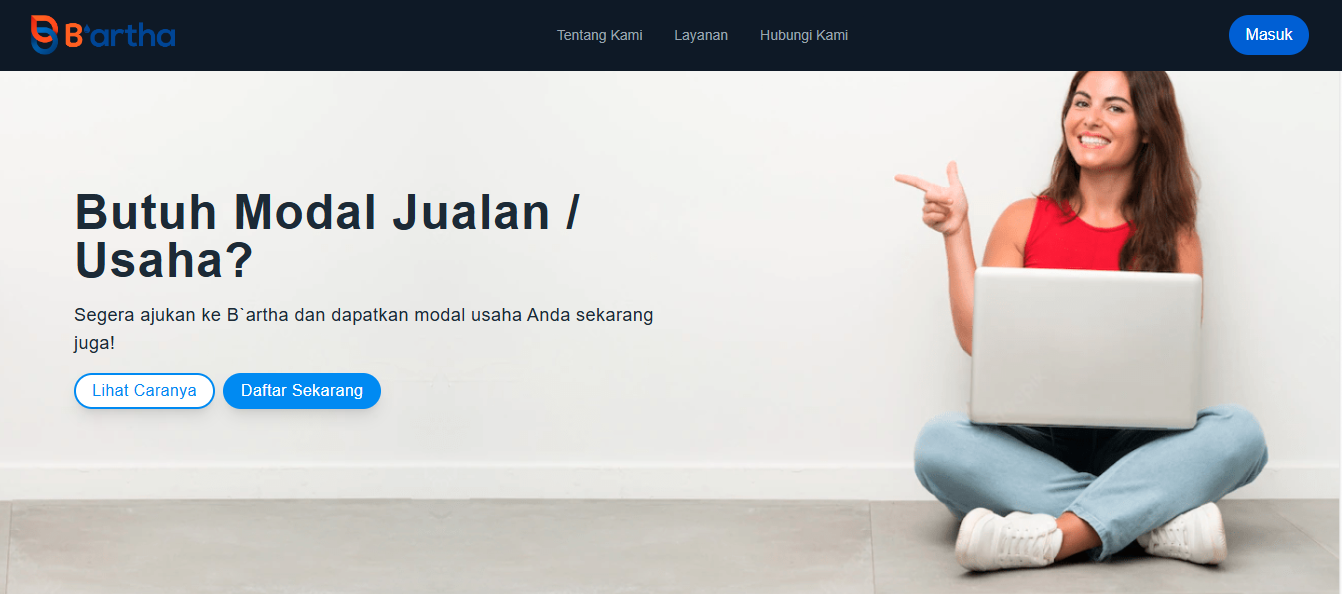 B'artha
Tentang Kami
Layanan
Hubungi Kami
Masuk
Butuh Modal Jualan /
Usaha?
Segera ajukan ke B`artha dan dapatkan modal usaha Anda sekarang
juga!
Lihat Caranya
Daftar Sekarang